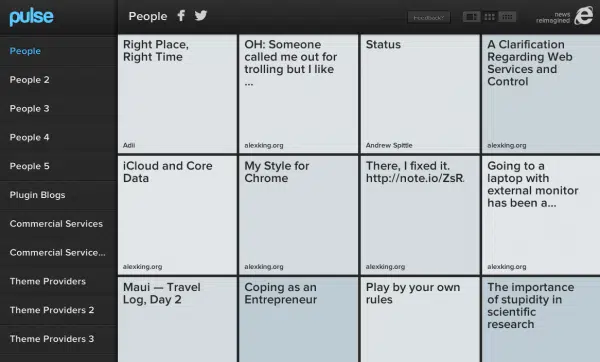 pulse
People
Feedback?
news
reimagined
People
People 2
People 3
People 4
People 5
Plugin Blogs
Commercial Services
Commercial Service...
Theme Providers
Theme Providers 2
Theme Providers 3
Right Place,
Right Time
Adii
OH: Someone
called me out for
trolling but I like
...
alexking.org
Status
Andrew Spittle
A Clarification
Regarding Web
Services and
Control
alexking.org
iCloud and Core
Data
alexking.org
My Style for
Chrome
alexking.org
There, I fixed it.
http://note.io/ZsR
alexking.org
Going to a
laptop with
external monitor
has been a...
alexking.org
Maui — Travel
Log, Day 2
Coping as an
Entrepreneur
Play by your own
rules
The importance
of stupidity in
scientific
research